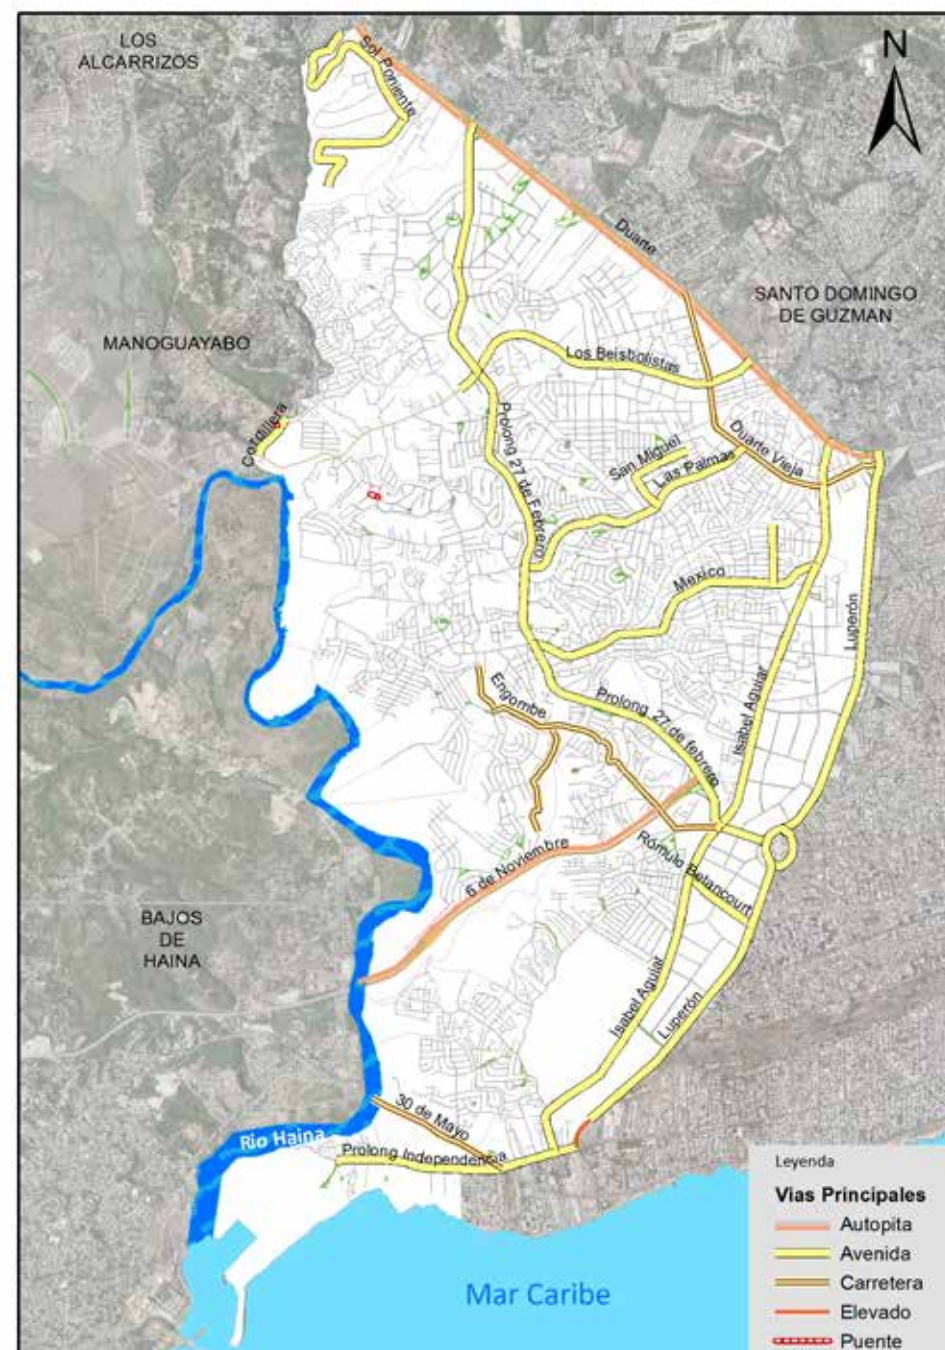 LOS
ALCARRIZOS
N
Sol Poniente
Duarte
SANTO DOMINGO
DE GUZMAN
MANOGUAYABO
Los Beisbolistas
Cordillera
Prolong 27 de Febrero
San Miguel
Las Palmas
Duarte Vieja
Mexico
Luperón
Isabel Aguiar
Engombe
Prolong 27 de febrero
Rómulo Betancourt
6 de Noviembre
BAJOS
DE
HAINA
Isabel Aguiar
Luperón
30 de Mayo
Rio Haina
Prolong Independencia
Mar Caribe
Leyenda
Vias Principales
Autopita
Avenida
Carretera
Elevado
Puente